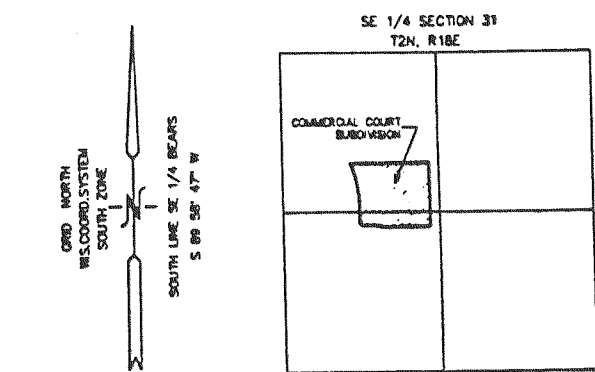 SE 1/4 SECTION 31
T2N, R18E
COMMERCIAL COURT
SUBDIVISION
GRID NORTH
WIS.COORD.SYSTEM
SOUTH ZONE
N
SOUTH LINE SE 1/4 BEARS
S 89 58' 47" W